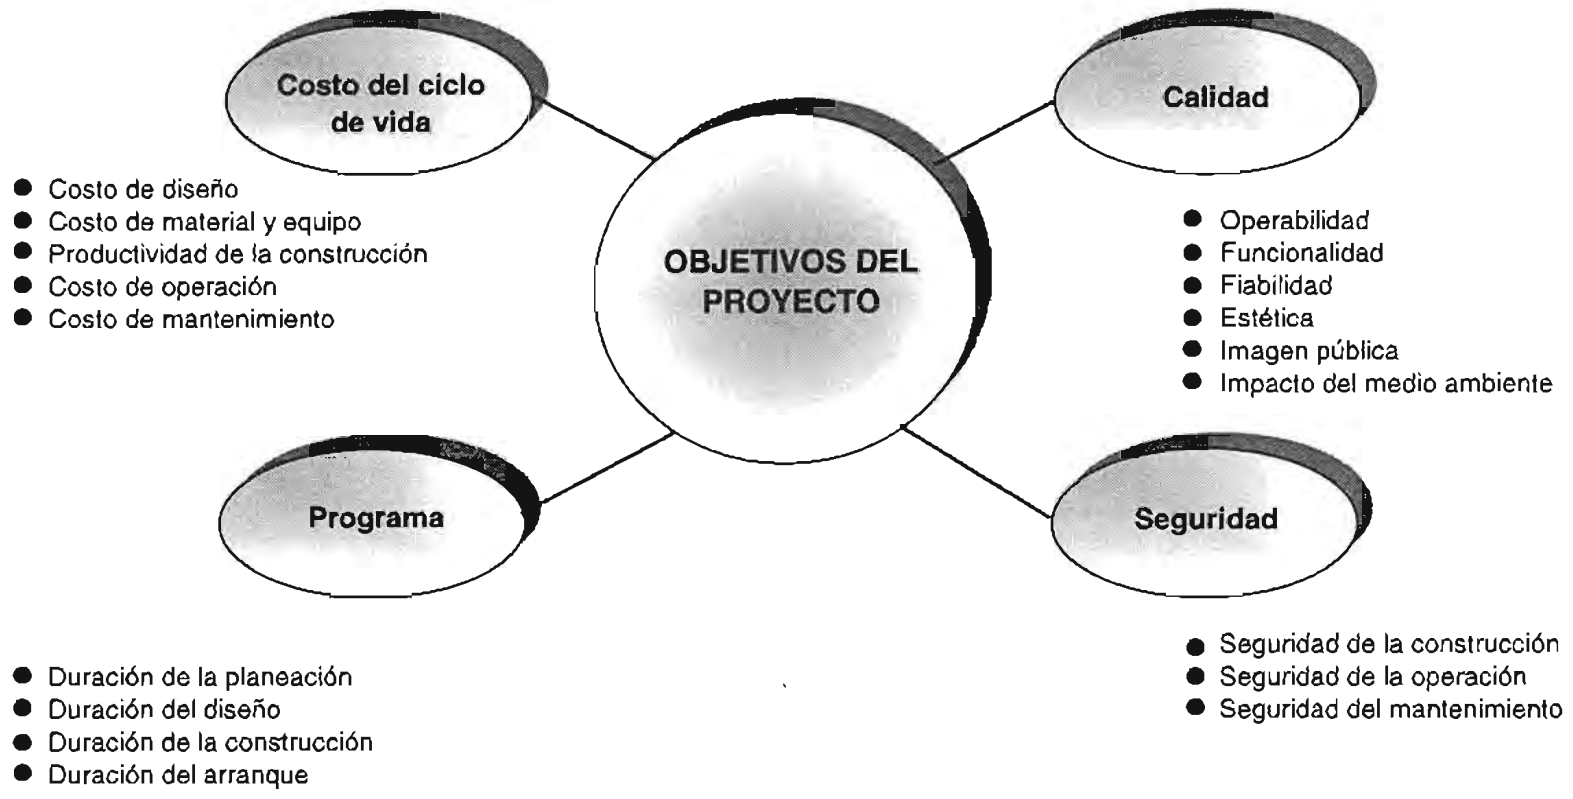 Costo del ciclo
de vida
● Costo de diseño
● Costo de material y equipo
● Productividad de la construcción
● Costo de operación
● Costo de mantenimiento
OBJETIVOS DEL
PROYECTO
Calidad
● Operabilidad
● Funcionalidad
● Fiabilidad
● Estética
● Imagen pública
● Impacto del medio ambiente
Programa
● Duración de la planeación
● Duración del diseño
● Duración de la construcción
● Duración del arranque
Seguridad
● Seguridad de la construcción
● Seguridad de la operación
● Seguridad del mantenimiento